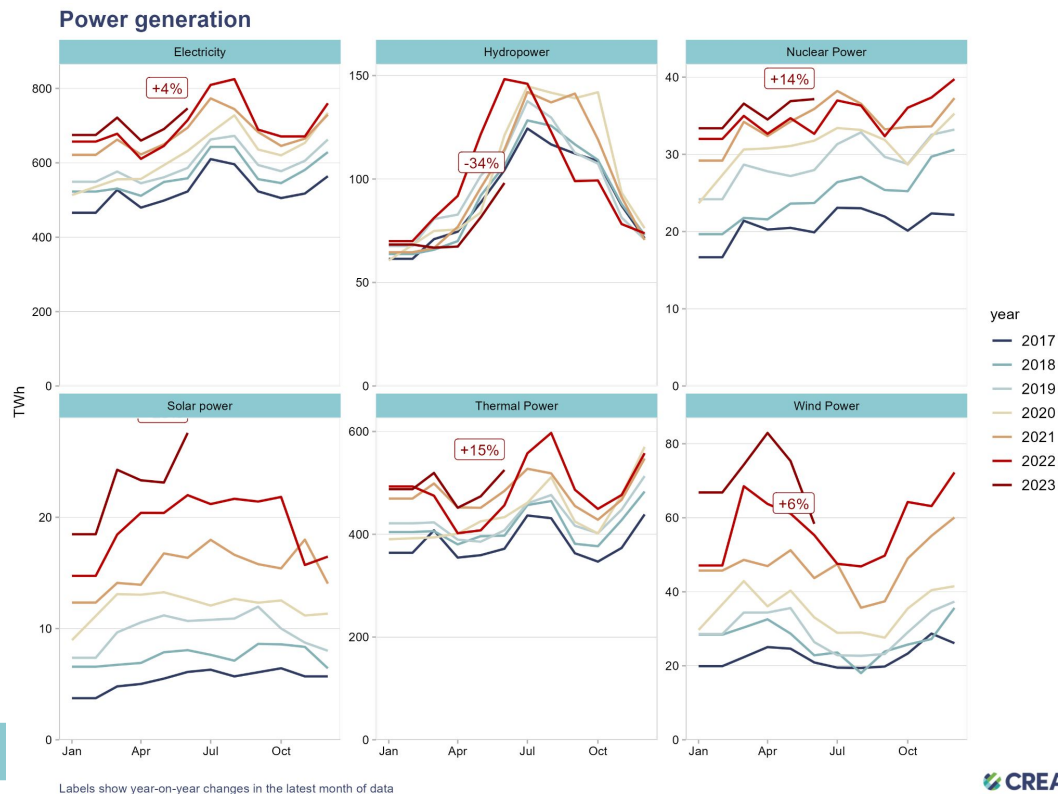 Power generation
Electricity
Hydropower
Nuclear Power
800
600
400
200
0
+4%
150
100
50
0
-34%
40
30
20
10
0
+14%
TWh
Solar power
Thermal Power
Wind Power
20
10
0
600
400
200
0
+15%
80
60
40
20
0
+6%
Jan Apr Jul Oct
Jan Apr Jul Oct
Jan Apr Jul Oct
year
2017
2018
2019
2020
2021
2022
2023
Labels show year-on-year changes in the latest month of data
CREA